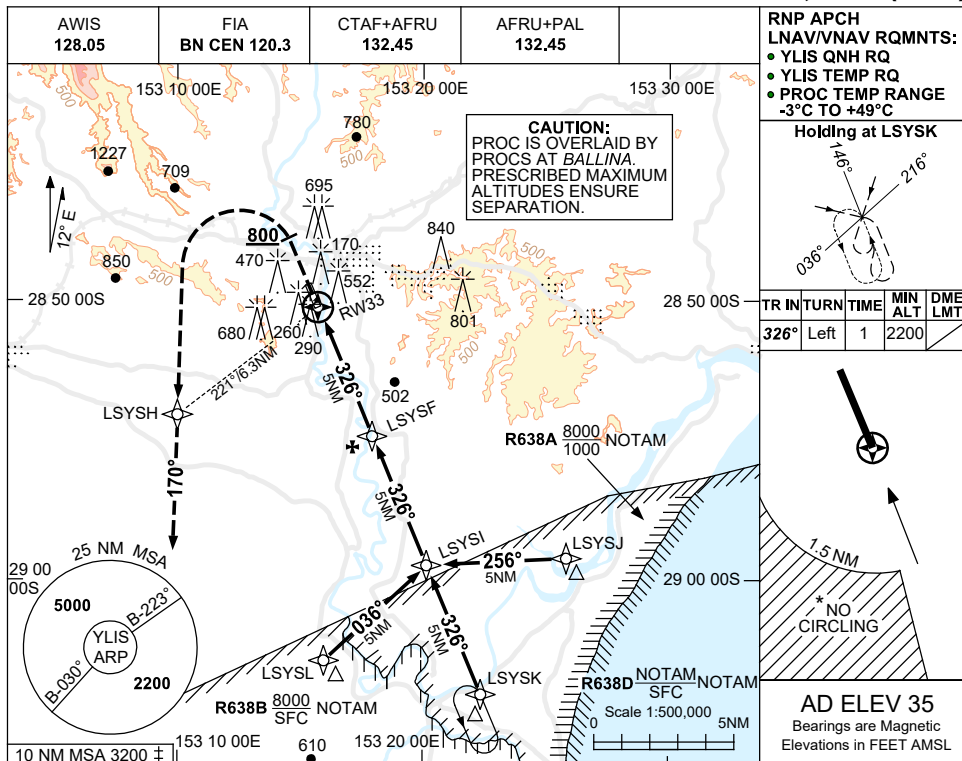 AWIS
128.05
FIA
BN CEN 120.3
CTAF+AFRU
132.45
AFRU+PAL
132.45
RNP APCH
LNAV/VNAV RQMNTS:
YLIS QNH RQ
YLIS TEMP RQ
PROC TEMP RANGE
-3°C TO +49°C
153 10 00E
153 20 00E
CAUTION:
PROC IS OVERLAID BY
PROCS AT BALLINA.
PRESCRIBED MAXIMUM
ALTITUDES ENSURE
SEPARATION.
Holding at LSYSK
146°
216°
036°
TR IN
TURN
TIME
MIN ALT
DME LMT
326°
Left
1
2200
500
1227
709
780
500
12° E
695
800
170
470
552
840
850
500
500
28 50 00S
RW33
28 50 00S
680
260
290
801
500
221°/6.3NM
326°
5NM
502
LSYSH
LSYSF
R638A 8000/1000 NOTAM
170°
326°
5NM
25 NM MSA
5000
B-223°
YLIS
ARP
B-030°
2200
29 00
00S
LSYSI
LSYSJ
256°
5NM
29 00 00S
036°
5NM
326°
5NM
LSYSL
LSYSK
R638B 8000/SFC NOTAM
R638D NOTAM/SFC NOTAM
Scale 1:500,000
0
5NM
153 10 00E
153 20 00E
610
10 NM MSA 3200 ‡
1.5 NM
* NO
CIRCLING
AD ELEV 35
Bearings are Magnetic
Elevations in FEET AMSL